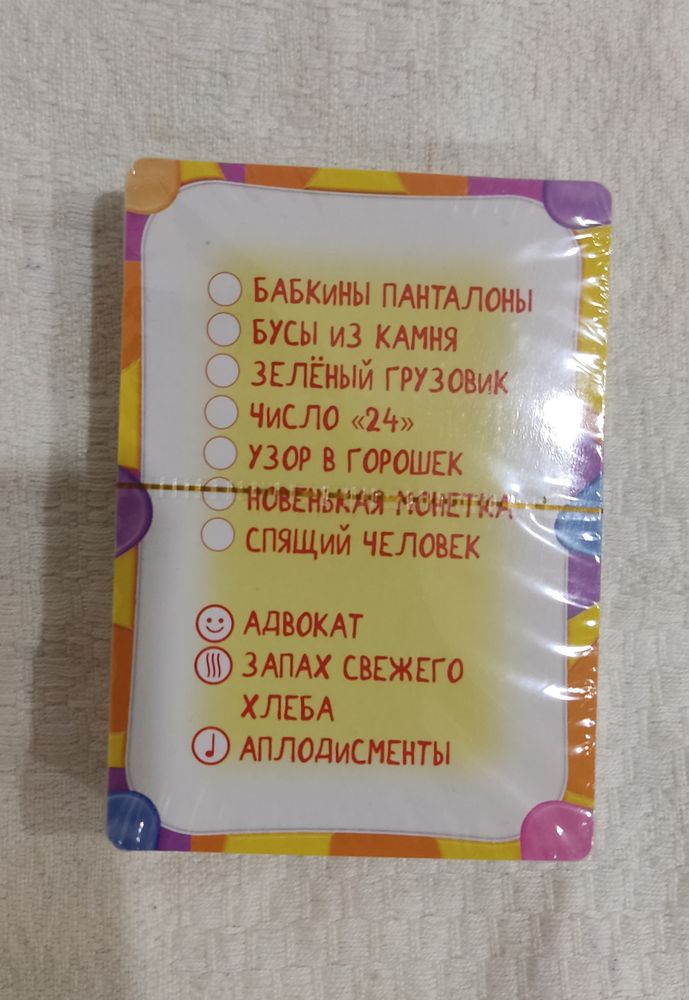 БАБКИНЫ ПАНТАЛОНЫ
БУСЫ ИЗ КАМНЯ
ЗЕЛЁНЫЙ ГРУЗОВИК
ЧИСЛО «24»
УЗОР В ГОРОШЕК
НОВЕНЬКАЯ МОНЕТКА
СПЯЩИЙ ЧЕЛОВЕК
АДВОКАТ
ЗАПАХ СВЕЖЕГО
ХЛЕБА
АПЛОДИСМЕНТЫ